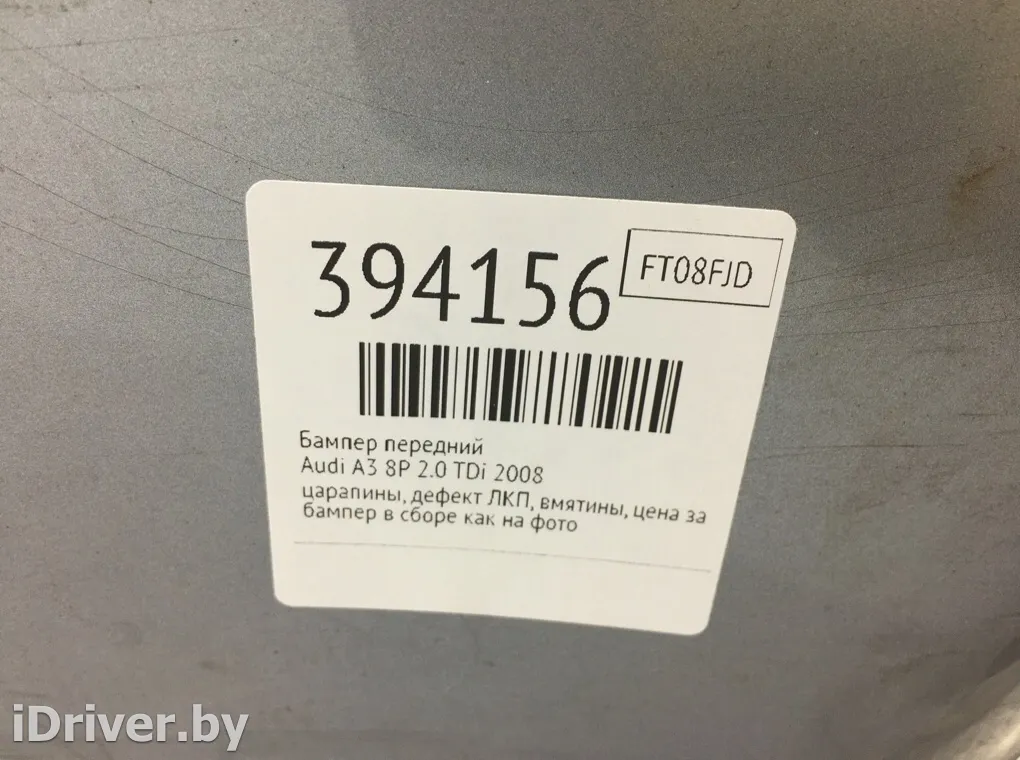 394156
FT08FJD
Бампер передний
Audi A3 8P 2.0 TDi 2008
царапины, дефект ЛКП, вмятины, цена за
бампер в сборе как на фото
iDriver.by